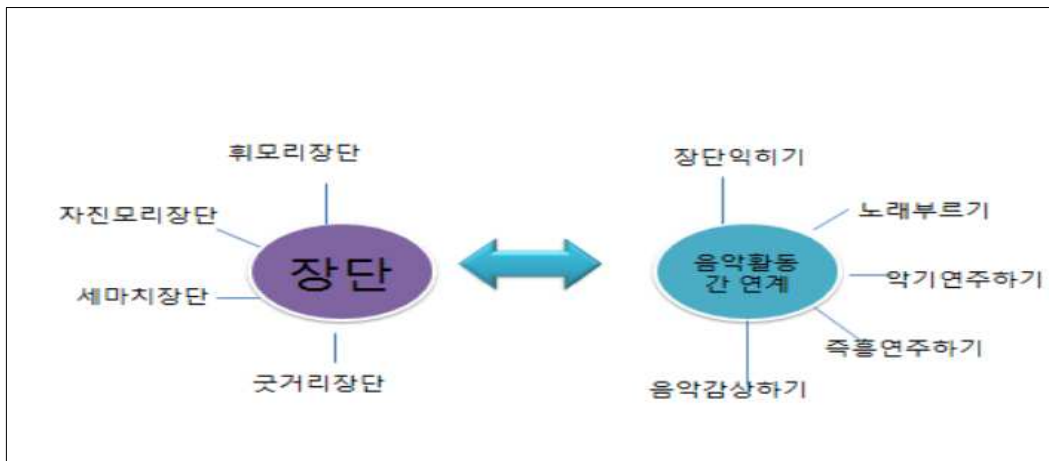 휘모리장단
자진모리장단
장단
세마치장단
굿거리장단
장단익히기
노래부르기
음악활동
간 연계
악기연주하기
즉흥연주하기
음악감상하기